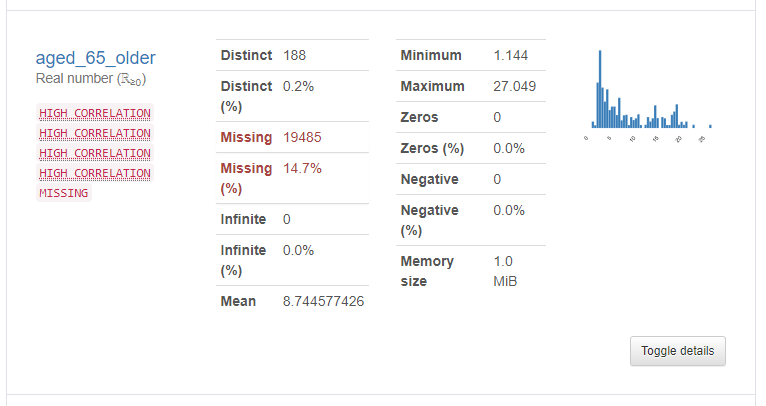 aged_65_older
Real number (ℝ≥0)
HIGH CORRELATION
HIGH CORRELATION
HIGH CORRELATION
HIGH CORRELATION
MISSING
Distinct 188
Distinct (%) 0.2%
Missing 19485
Missing (%) 14.7%
Infinite 0
Infinite (%) 0.0%
Mean 8.744577426
Minimum 1.144
Maximum 27.049
Zeros 0
Zeros (%) 0.0%
Negative 0
Negative (%) 0.0%
Memory size 1.0 MiB
0 5 10 15 20 25
Toggle details